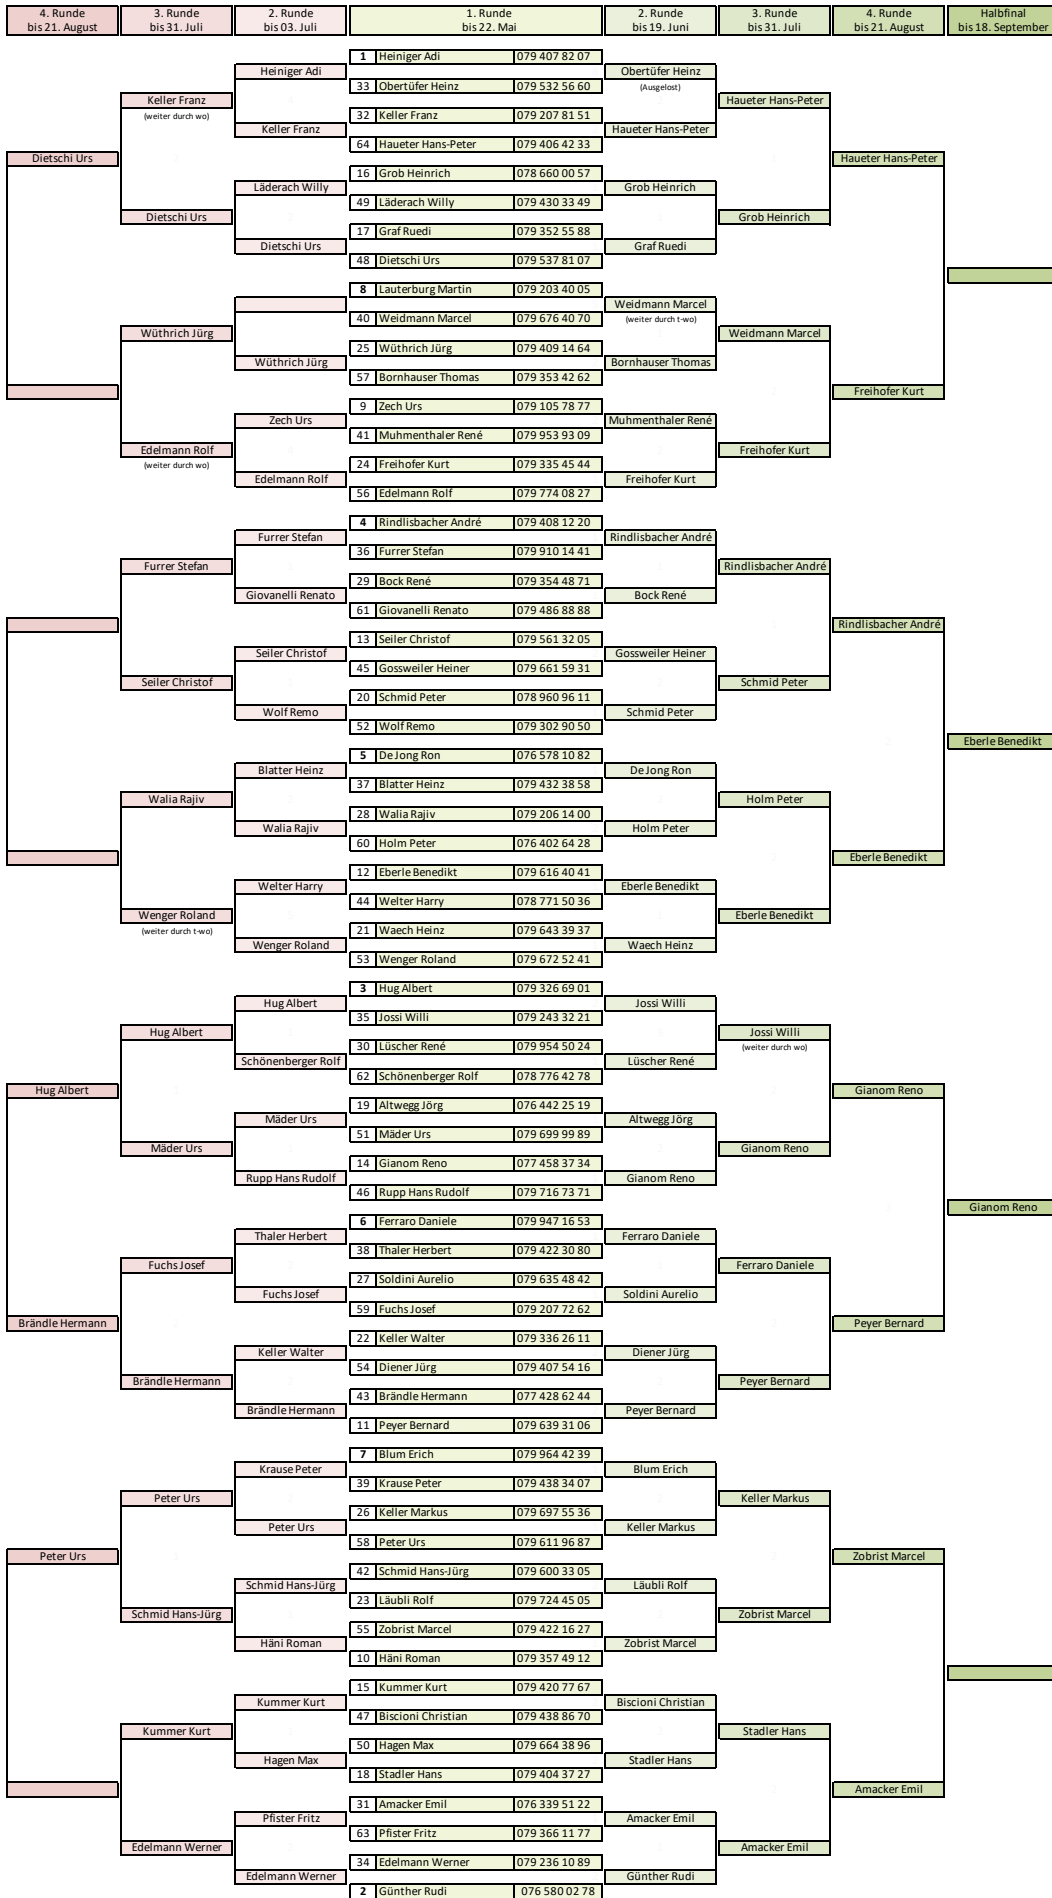 4. Runde 3. Runde 2. Runde 1. Runde 2. Runde 3. Runde 4. Runde Halbfinal
bis 21. August bis 31. Juli bis 03. Juli bis 22. Mai bis 19. Juni bis 31. Juli bis 21. August bis 18. September
1 Heiniger Adi 079 407 82 07
Heiniger Adi Obertüfer Heinz
33 Obertüfer Heinz 079 532 56 60 (Ausgelost)
Keller Franz Haueter Hans-Peter
(weiter durch wo) 32 Keller Franz 079 207 81 51
Keller Franz Haueter Hans-Peter
64 Haueter Hans-Peter 079 406 42 33
Dietschi Urs Haueter Hans-Peter
16 Grob Heinrich 078 660 00 57
Läderach Willy Grob Heinrich
49 Läderach Willy 079 430 33 49
Dietschi Urs Grob Heinrich
17 Graf Ruedi 079 352 55 88
Dietschi Urs Graf Ruedi
48 Dietschi Urs 079 537 81 07
8 Lauterburg Martin 079 203 40 05
Weidmann Marcel
40 Weidmann Marcel 079 676 40 70 (weiter durch t-wo)
Wüthrich Jürg Weidmann Marcel
25 Wüthrich Jürg 079 409 14 64
Wüthrich Jürg Bornhauser Thomas
57 Bornhauser Thomas 079 353 42 62
Freihofer Kurt
9 Zech Urs 079 105 78 77
Zech Urs Muhmenthaler René
41 Muhmenthaler René 079 953 93 09
Edelmann Rolf Freihofer Kurt
(weiter durch wo) 24 Freihofer Kurt 079 335 45 44
Edelmann Rolf Freihofer Kurt
56 Edelmann Rolf 079 774 08 27
4 Rindlisbacher André 079 408 12 20
Furrer Stefan Rindlisbacher André
36 Furrer Stefan 079 910 14 41
Furrer Stefan Rindlisbacher André
29 Bock René 079 354 48 71
Giovanelli Renato Bock René
61 Giovanelli Renato 079 486 88 88
Rindlisbacher André
13 Seiler Christof 079 561 32 05
Seiler Christof Gossweiler Heiner
45 Gossweiler Heiner 079 661 59 31
Seiler Christof Schmid Peter
20 Schmid Peter 078 960 96 11
Wolf Remo Schmid Peter
52 Wolf Remo 079 302 90 50
Eberle Benedikt
5 De Jong Ron 076 578 10 82
Blatter Heinz De Jong Ron
37 Blatter Heinz 079 432 38 58
Walia Rajiv Holm Peter
28 Walia Rajiv 079 206 14 00
Walia Rajiv Holm Peter
60 Holm Peter 076 402 64 28
Eberle Benedikt
12 Eberle Benedikt 079 616 40 41
Welter Harry Eberle Benedikt
44 Welter Harry 078 771 50 36
Wenger Roland Eberle Benedikt
(weiter durch t-wo) 21 Waech Heinz 079 643 39 37
Wenger Roland Waech Heinz
53 Wenger Roland 079 672 52 41
3 Hug Albert 079 326 69 01
Hug Albert Jossi Willi
35 Jossi Willi 079 243 32 21
Hug Albert Jossi Willi
30 Lüscher René 079 954 50 24 (weiter durch wo)
Schönenberger Rolf Lüscher René
62 Schönenberger Rolf 078 776 42 78
Hug Albert Gianom Reno
19 Altwegg Jörg 076 442 25 19
Mäder Urs Altwegg Jörg
51 Mäder Urs 079 699 99 89
Mäder Urs Gianom Reno
14 Gianom Reno 077 458 37 34
Rupp Hans Rudolf Gianom Reno
46 Rupp Hans Rudolf 079 716 73 71
Gianom Reno
6 Ferraro Daniele 079 947 16 53
Thaler Herbert Ferraro Daniele
38 Thaler Herbert 079 422 30 80
Fuchs Josef Ferraro Daniele
27 Soldini Aurelio 079 635 48 42
Fuchs Josef Soldini Aurelio
59 Fuchs Josef 079 207 72 62
Brändle Hermann Peyer Bernard
22 Keller Walter 079 336 26 11
Keller Walter Diener Jürg
54 Diener Jürg 079 407 54 16
Brändle Hermann Peyer Bernard
43 Brändle Hermann 077 428 62 44
Brändle Hermann Peyer Bernard
11 Peyer Bernard 079 639 31 06
7 Blum Erich 079 964 42 39
Krause Peter Blum Erich
39 Krause Peter 079 438 34 07
Peter Urs Keller Markus
26 Keller Markus 079 697 55 36
Peter Urs Keller Markus
58 Peter Urs 079 611 96 87
Peter Urs Zobrist Marcel
42 Schmid Hans-Jürg 079 600 33 05
Schmid Hans-Jürg Läubli Rolf
23 Läubli Rolf 079 724 45 05
Schmid Hans-Jürg Zobrist Marcel
55 Zobrist Marcel 079 422 16 27
Häni Roman Zobrist Marcel
10 Häni Roman 079 357 49 12
15 Kummer Kurt 079 420 77 67
Kummer Kurt Biscioni Christian
47 Biscioni Christian 079 438 86 70
Kummer Kurt Stadler Hans
50 Hagen Max 079 664 38 96
Hagen Max Stadler Hans
18 Stadler Hans 079 404 37 27
Amacker Emil
31 Amacker Emil 076 339 51 22
Pfister Fritz Amacker Emil
63 Pfister Fritz 079 366 11 77
Edelmann Werner Amacker Emil
34 Edelmann Werner 079 236 10 89
Edelmann Werner Günther Rudi
2 Günther Rudi 076 580 02 78